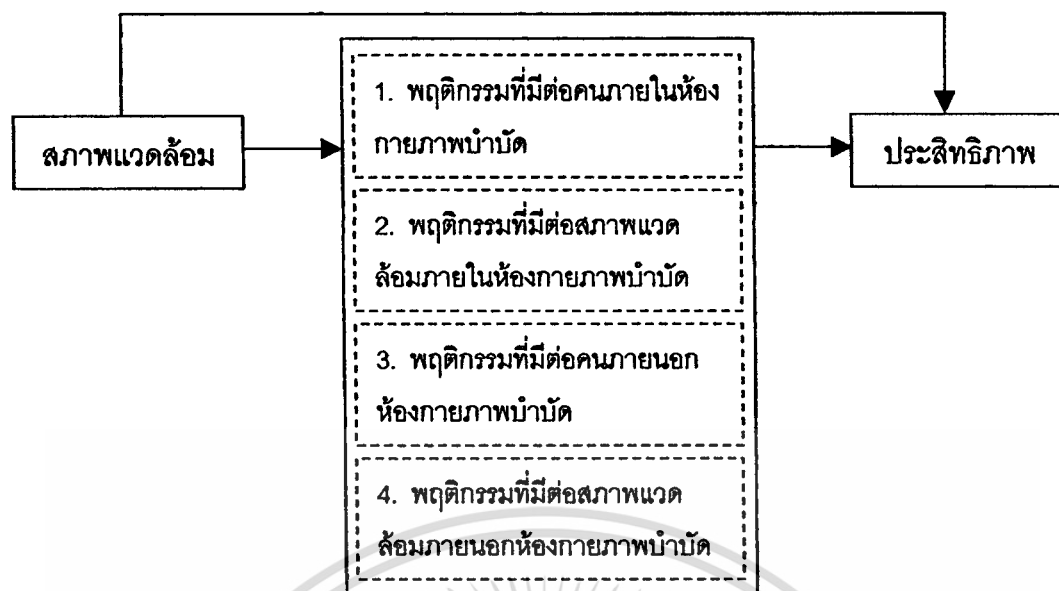 สภาพแวดล้อม
1. พฤติกรรมที่มีต่อคนภายในห้อง
กายภาพบำบัด
2. พฤติกรรมที่มีต่อสภาพแวด
ล้อมภายในห้องกายภาพบำบัด
3. พฤติกรรมที่มีต่อคนภายนอก
ห้องกายภาพบำบัด
4. พฤติกรรมที่มีต่อสภาพแวด
ล้อมภายนอกห้องกายภาพบำบัด
ประสิทธิภาพ